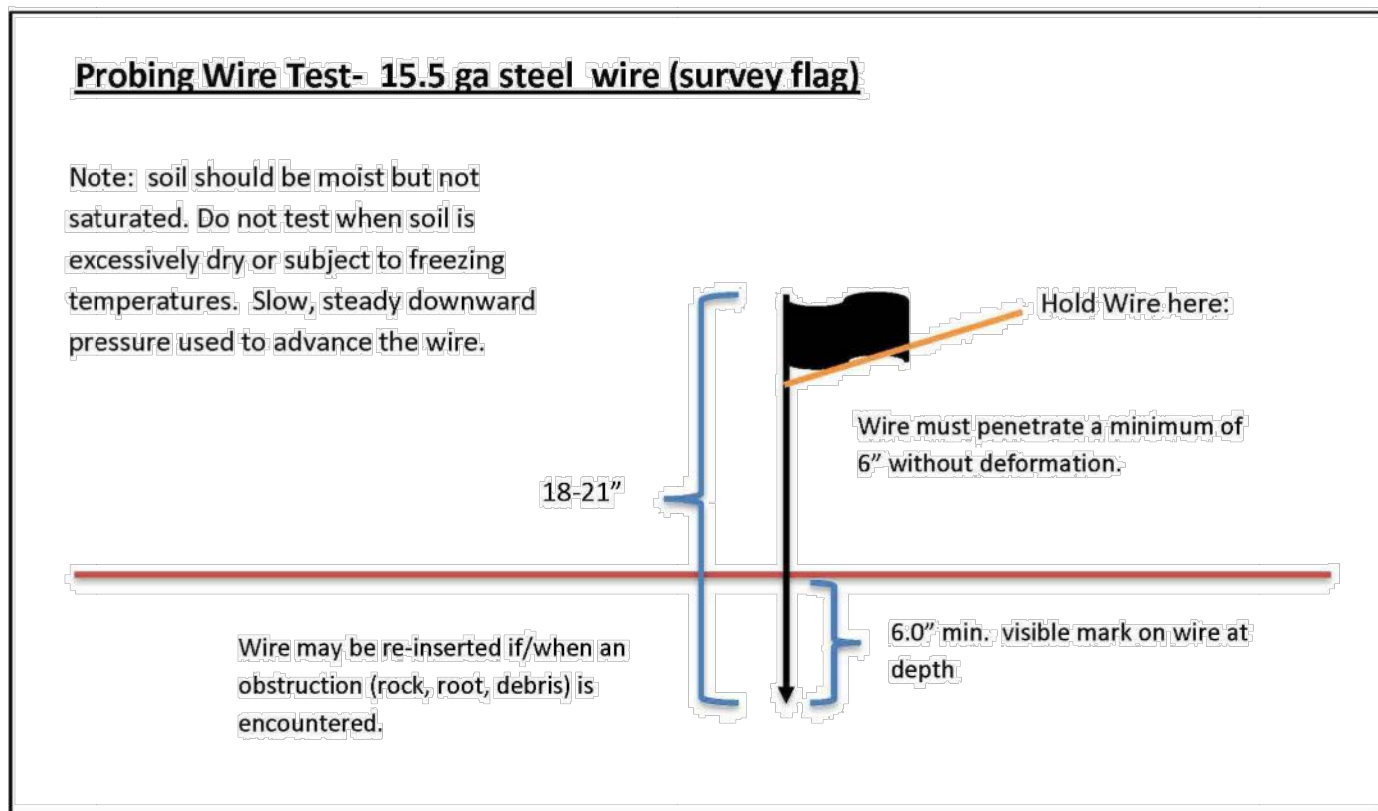 Probing Wire Test-  15.5 ga steel  wire (survey flag)
Note:  soil should be moist but not
saturated. Do not test when soil is
excessively dry or subject to freezing
temperatures.  Slow, steady downward
pressure used to advance the wire.
Hold Wire here:
Wire must penetrate a minimum of
6” without deformation.
18-21”
6.0” min.  visible mark on wire at
depth
Wire may be re-inserted if/when an
obstruction (rock, root, debris) is
encountered.